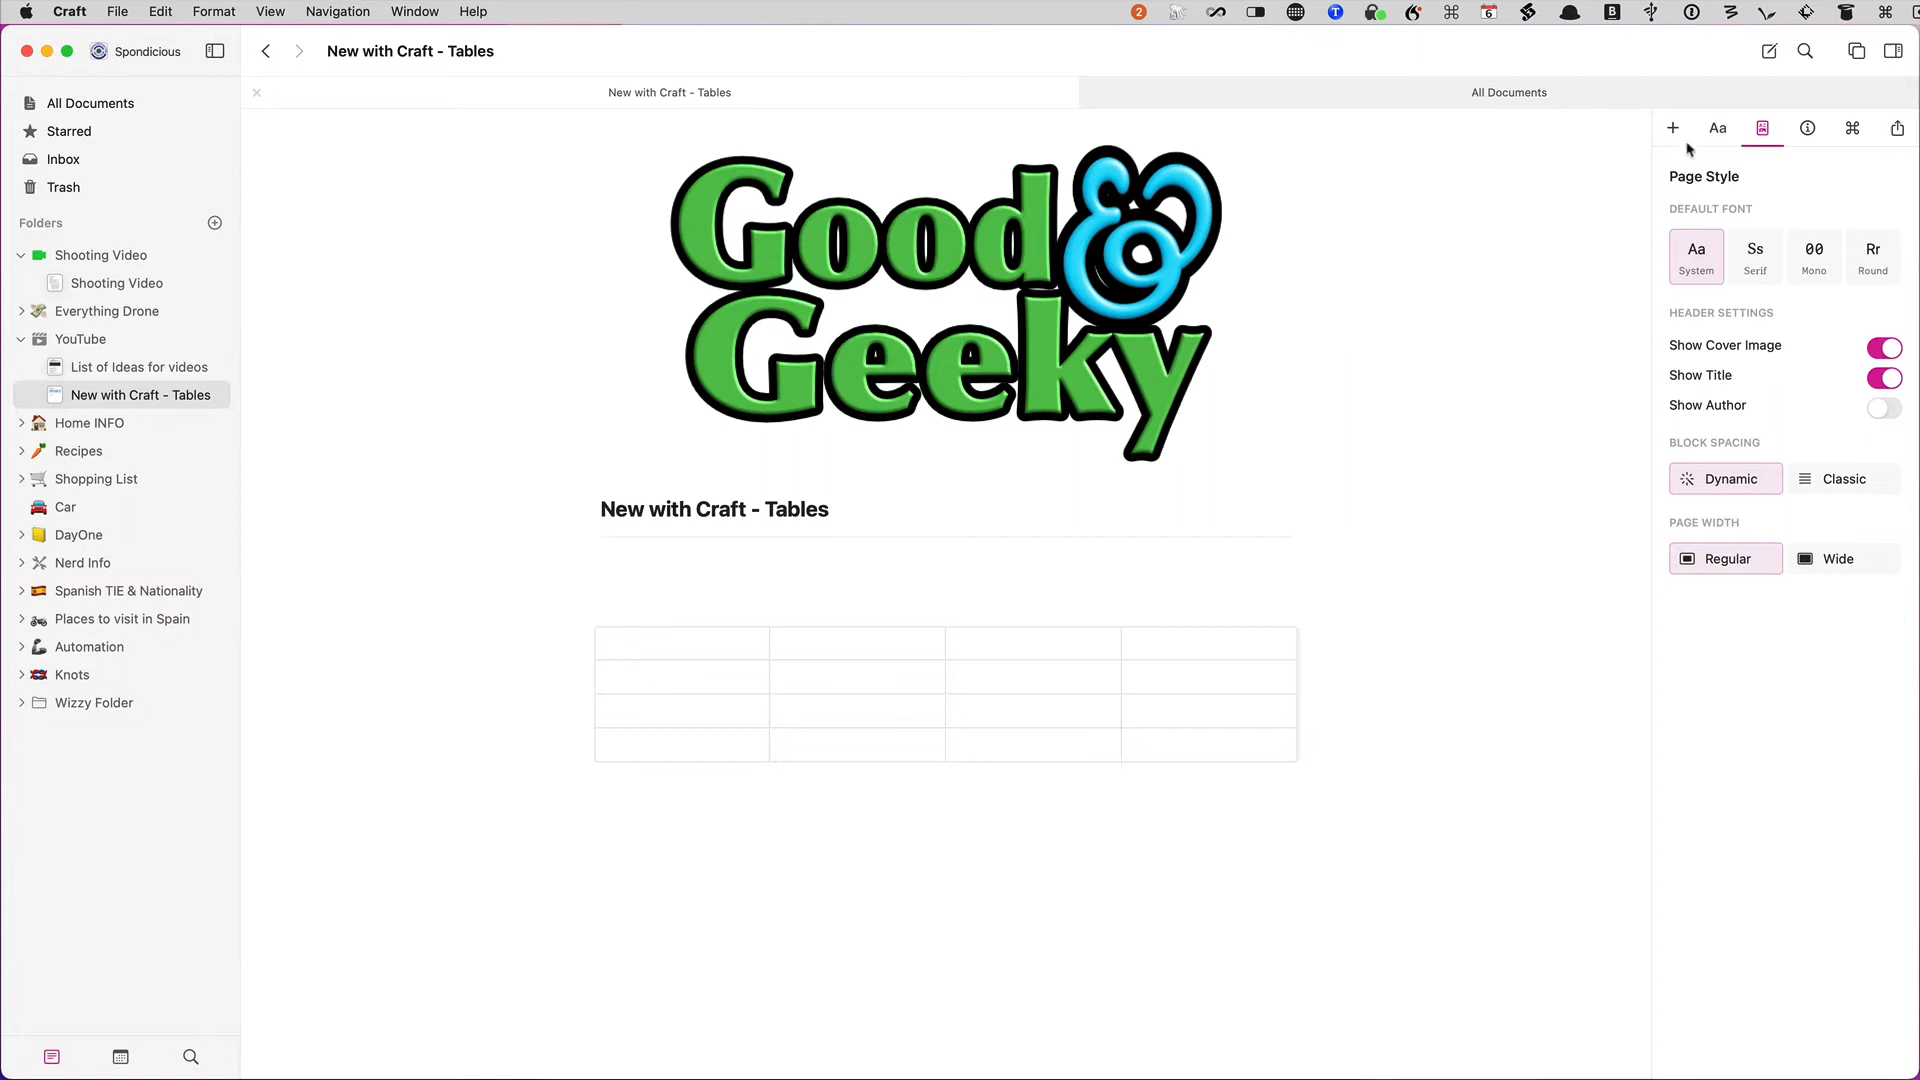 Craft File Edit Format View Navigation Window Help 2 T 6 B
Spondicious New with Craft - Tables
New with Craft - Tables All Documents
All Documents
Starred
Inbox
Trash
Folders
Shooting Video
Shooting Video
Everything Drone
YouTube
List of Ideas for videos
New with Craft - Tables
Home INFO
Recipes
Shopping List
Car
DayOne
Nerd Info
Spanish TIE & Nationality
Places to visit in Spain
Automation
Knots
Wizzy Folder
Good &
Geeky
New with Craft - Tables
Aa
Page Style
DEFAULT FONT
Aa Ss 00 Rr
System Serif Mono Round
HEADER SETTINGS
Show Cover Image
Show Title
Show Author
BLOCK SPACING
Dynamic Classic
PAGE WIDTH
Regular Wide